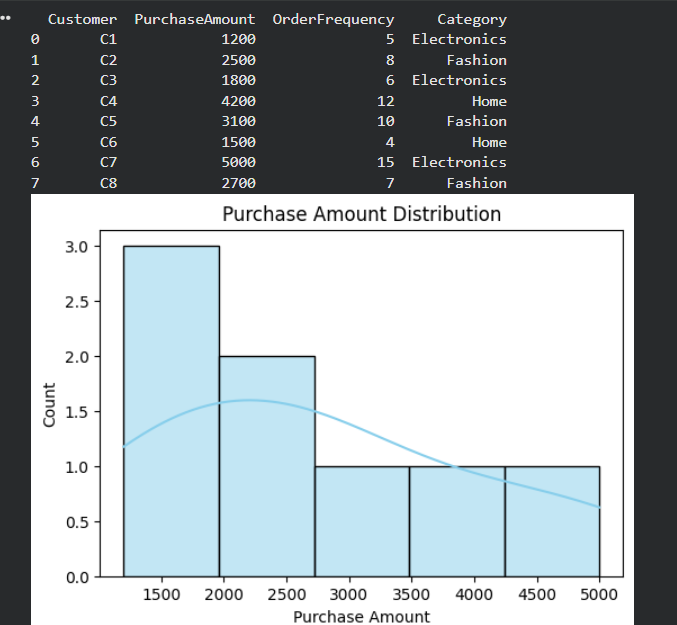 Customer PurchaseAmount OrderFrequency Category
0 C1 1200 5 Electronics
1 C2 2500 8 Fashion
2 C3 1800 6 Electronics
3 C4 4200 12 Home
4 C5 3100 10 Fashion
5 C6 1500 4 Home
6 C7 5000 15 Electronics
7 C8 2700 7 Fashion
Purchase Amount Distribution
3.0
2.5
2.0
1.5
1.0
0.5
0.0
Count
1500 2000 2500 3000 3500 4000 4500 5000
Purchase Amount